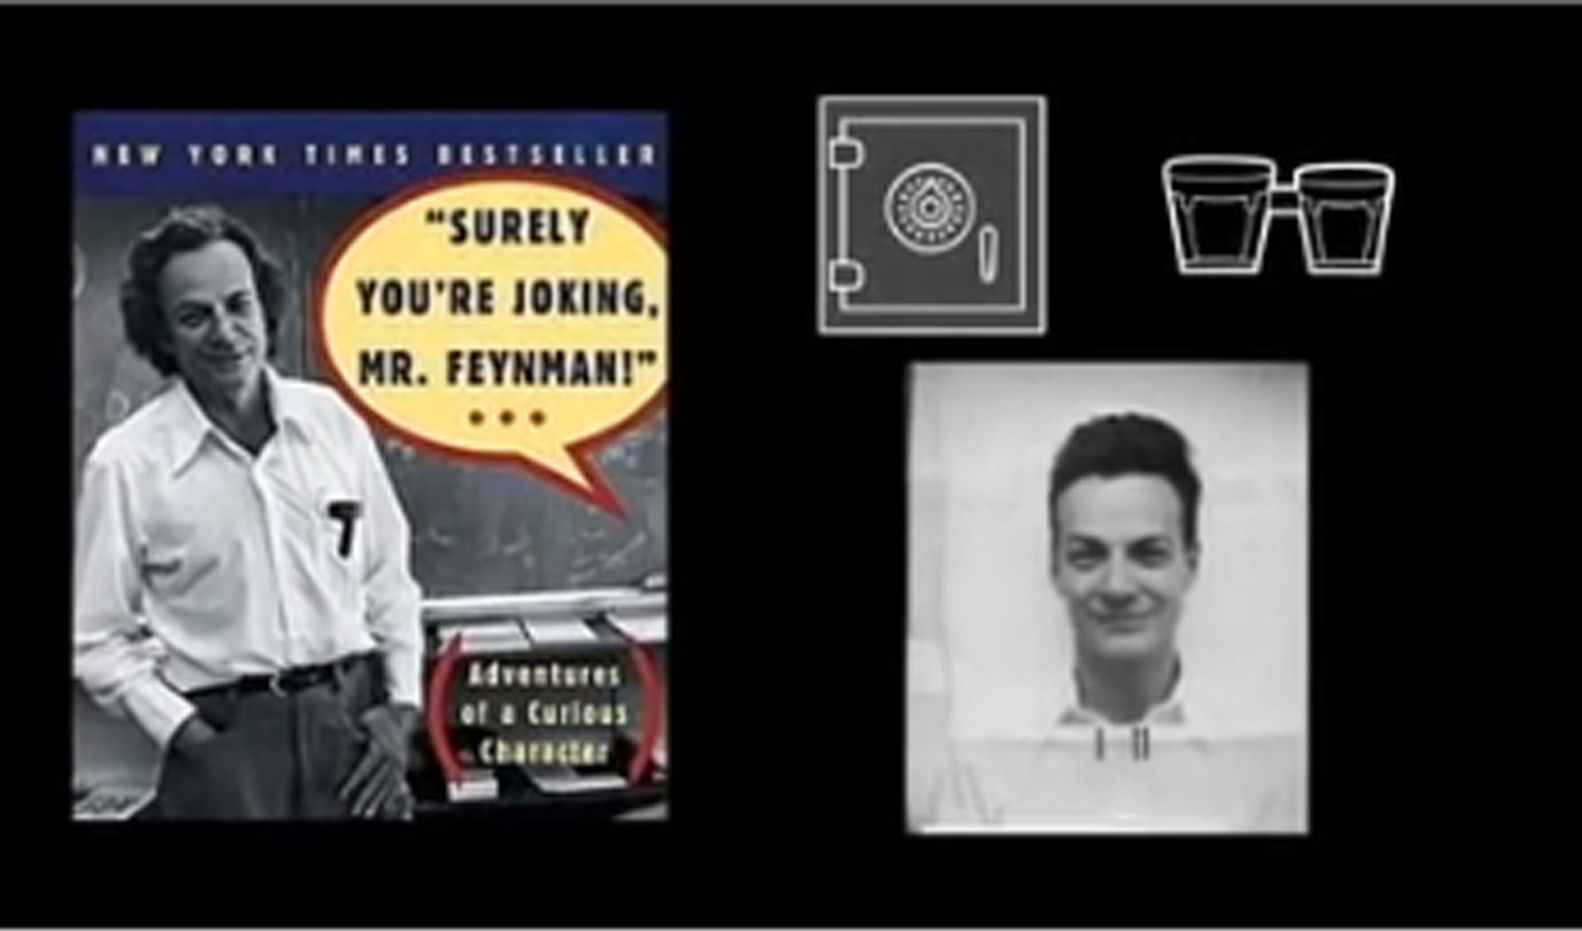 NEW YORK TIMES BESTSELLER
"SURELY
YOU'RE JOKING,
MR. FEYNMAN!"
...
(Adventures
of a Curious
Character)